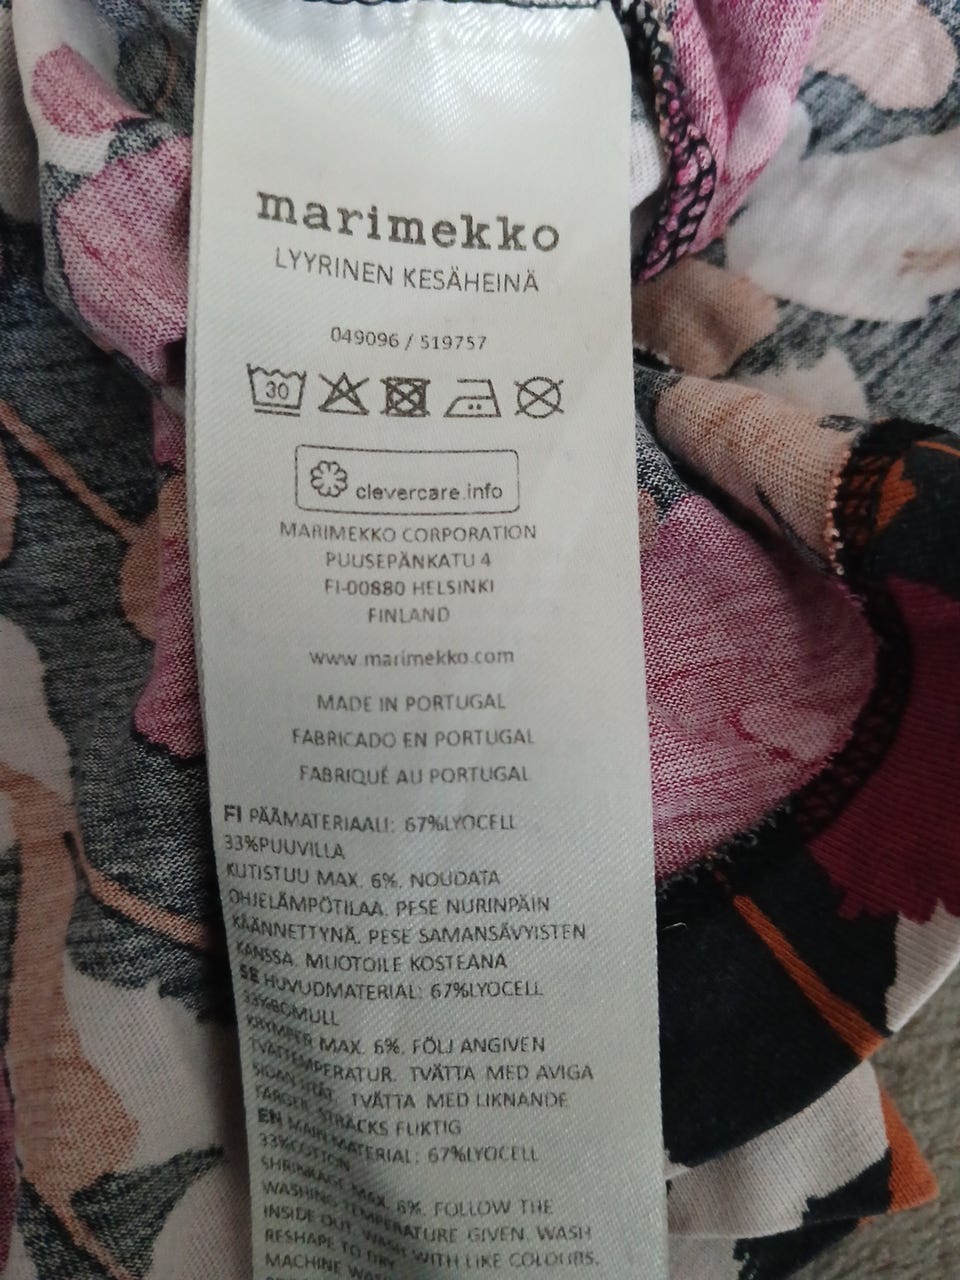 marimekko
LYYRINEN KESÄHEINÄ
049096 / 519757
30
clevercare.info
MARIMEKKO CORPORATION
PUUSEPÄNKATU 4
FI-00880 HELSINKI
FINLAND
www.marimekko.com
MADE IN PORTUGAL
FABRICADO EN PORTUGAL
FABRIQUÉ AU PORTUGAL
FI PÄÄMATERIAALI: 67%LYOCELL
33%PUUVILLA
KUTISTUU MAX. 6%. NOUDATA
OHJELÄMPÖTILAA. PESE NURINPÄIN
KÄÄNNETTYNÄ. PESE SAMANSÄVYISTEN
KANSSA. MUOTOILE KOSTEANA
SE HUVUDMATERIAL: 67%LYOCELL
33%BOMULL
KRYMPER MAX. 6%. FÖLJ ANGIVEN
TVÄTTEMPERATUR. TVÄTTA MED AVIGA
SIDAN UTÅT. TVÄTTA MED LIKNANDE
FÄRGER. STRÄCKS FUKTIG
EN MAIN MATERIAL: 67%LYOCELL
33%COTTON
SHRINKAGE MAX. 6%. FOLLOW THE
WASHING TEMPERATURE GIVEN. WASH
INSIDE OUT. WASH WITH LIKE COLOURS.
RESHAPE TO DRY
MACHINE WASH